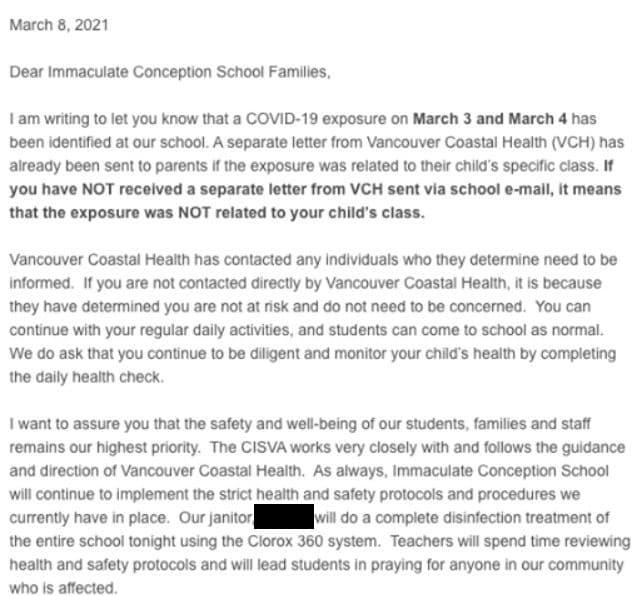 March 8, 2021
Dear Immaculate Conception School Families,
I am writing to let you know that a COVID-19 exposure on March 3 and March 4 has
been identified at our school. A separate letter from Vancouver Coastal Health (VCH) has
already been sent to parents if the exposure was related to their child's specific class. If
you have NOT received a separate letter from VCH sent via school e-mail, it means
that the exposure was NOT related to your child's class.
Vancouver Coastal Health has contacted any individuals who they determine need to be
informed.  If you are not contacted directly by Vancouver Coastal Health, it is because
they have determined you are not at risk and do not need to be concerned.  You can
continue with your regular daily activities, and students can come to school as normal.
We do ask that you continue to be diligent and monitor your child's health by completing
the daily health check.
I want to assure you that the safety and well-being of our students, families and staff
remains our highest priority.  The CISVA works very closely with and follows the guidance
and direction of Vancouver Coastal Health.  As always, Immaculate Conception School
will continue to implement the strict health and safety protocols and procedures we
currently have in place.  Our janitor, will do a complete disinfection treatment of
the entire school tonight using the Clorox 360 system.  Teachers will spend time reviewing
health and safety protocols and will lead students in praying for anyone in our community
who is affected.